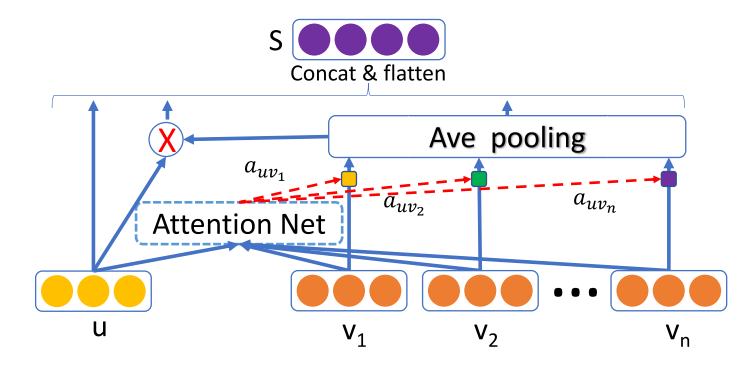 S
Concat & flatten
X
Ave pooling
a_{uv_1}
a_{uv_2}
a_{uv_n}
Attention Net
...
u
v_1
v_2
v_n